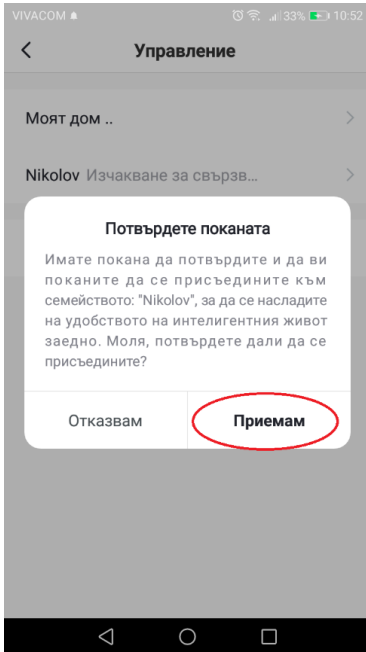 VIVACOM 33% 10:52
Управление
Моят дом ..
Nikolov Изчакване за свързв...
Потвърдете поканата
Имате покана да потвърдите и да ви
поканите да се присъедините към
семейството: "Nikolov", за да се насладите
на удобството на интелигентния живот
заедно. Моля, потвърдете дали да се
присъедините?
Отказвам Приемам